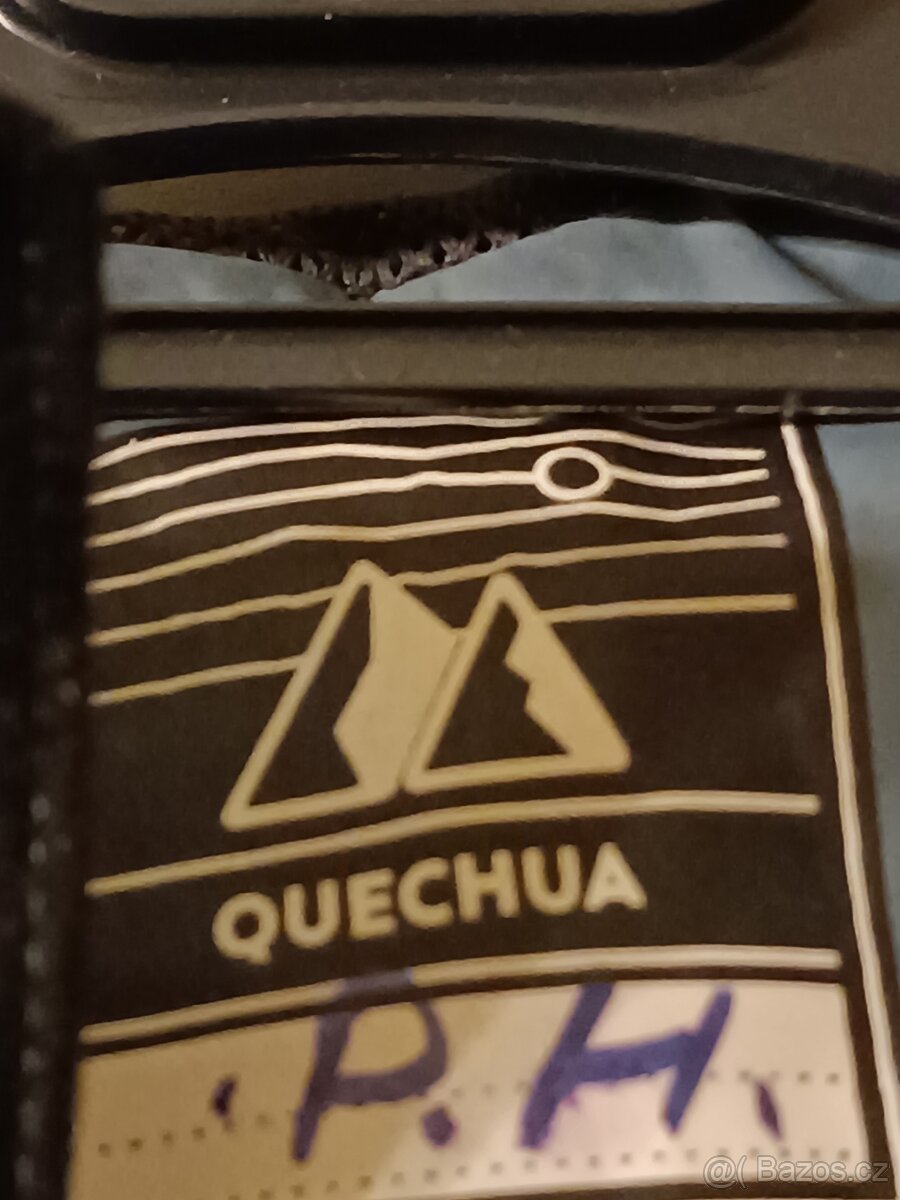 QUECHUA
. P. H.
@( Bazos.cz